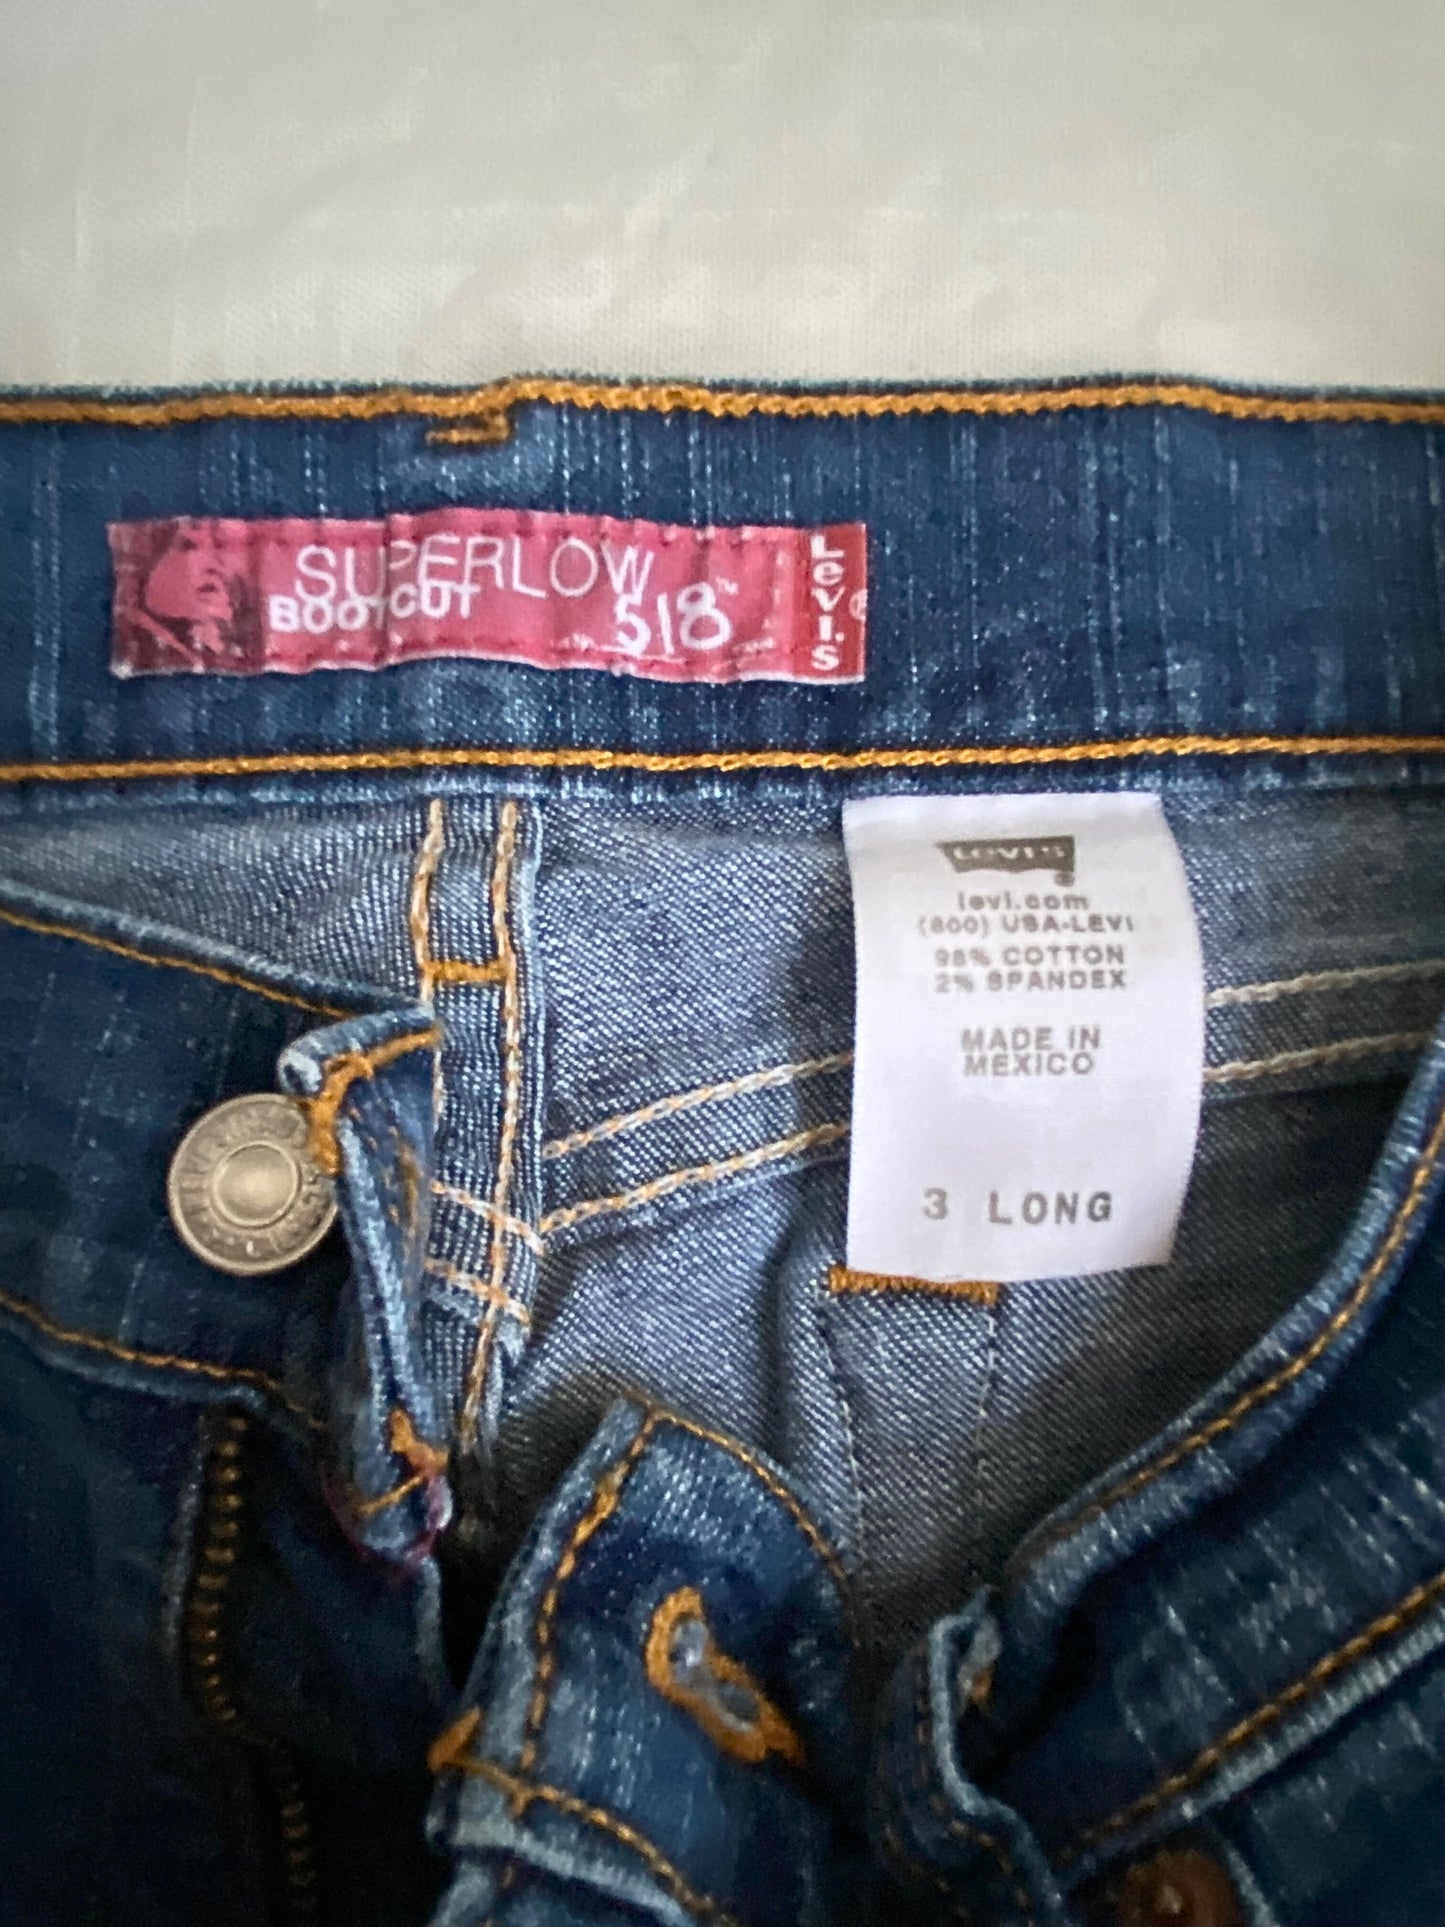 SUPERLOW
BOOTCUT
518™
Levi's
LEVI'S
levi.com
(800) USA-LEVI
98% COTTON
2% SPANDEX
MADE IN
MEXICO
3 LONG